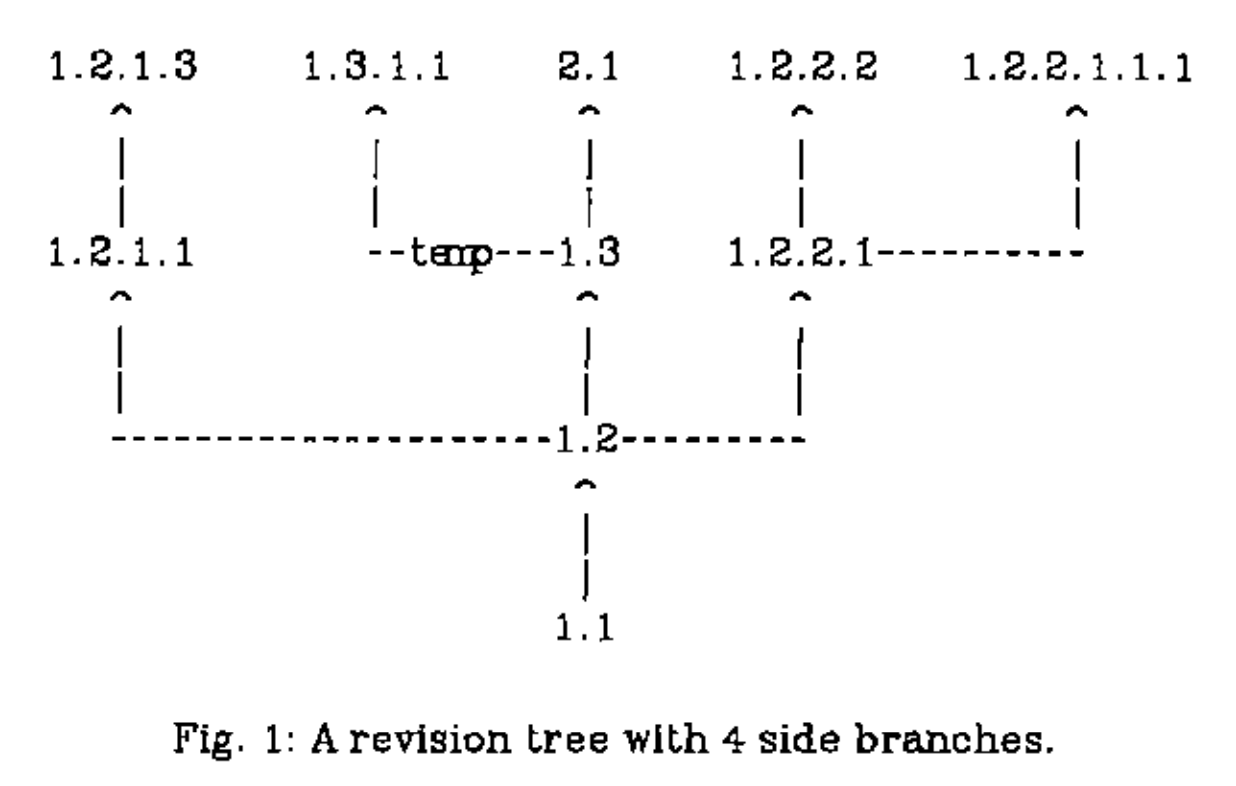 1.2.1.3 1.3.1.1 2.1 1.2.2.2 1.2.2.1.1.1
1.2.1.1 --temp---1.3 1.2.2.1----------
---------------------1.2---------
1.1
Fig. 1: A revision tree with 4 side branches.